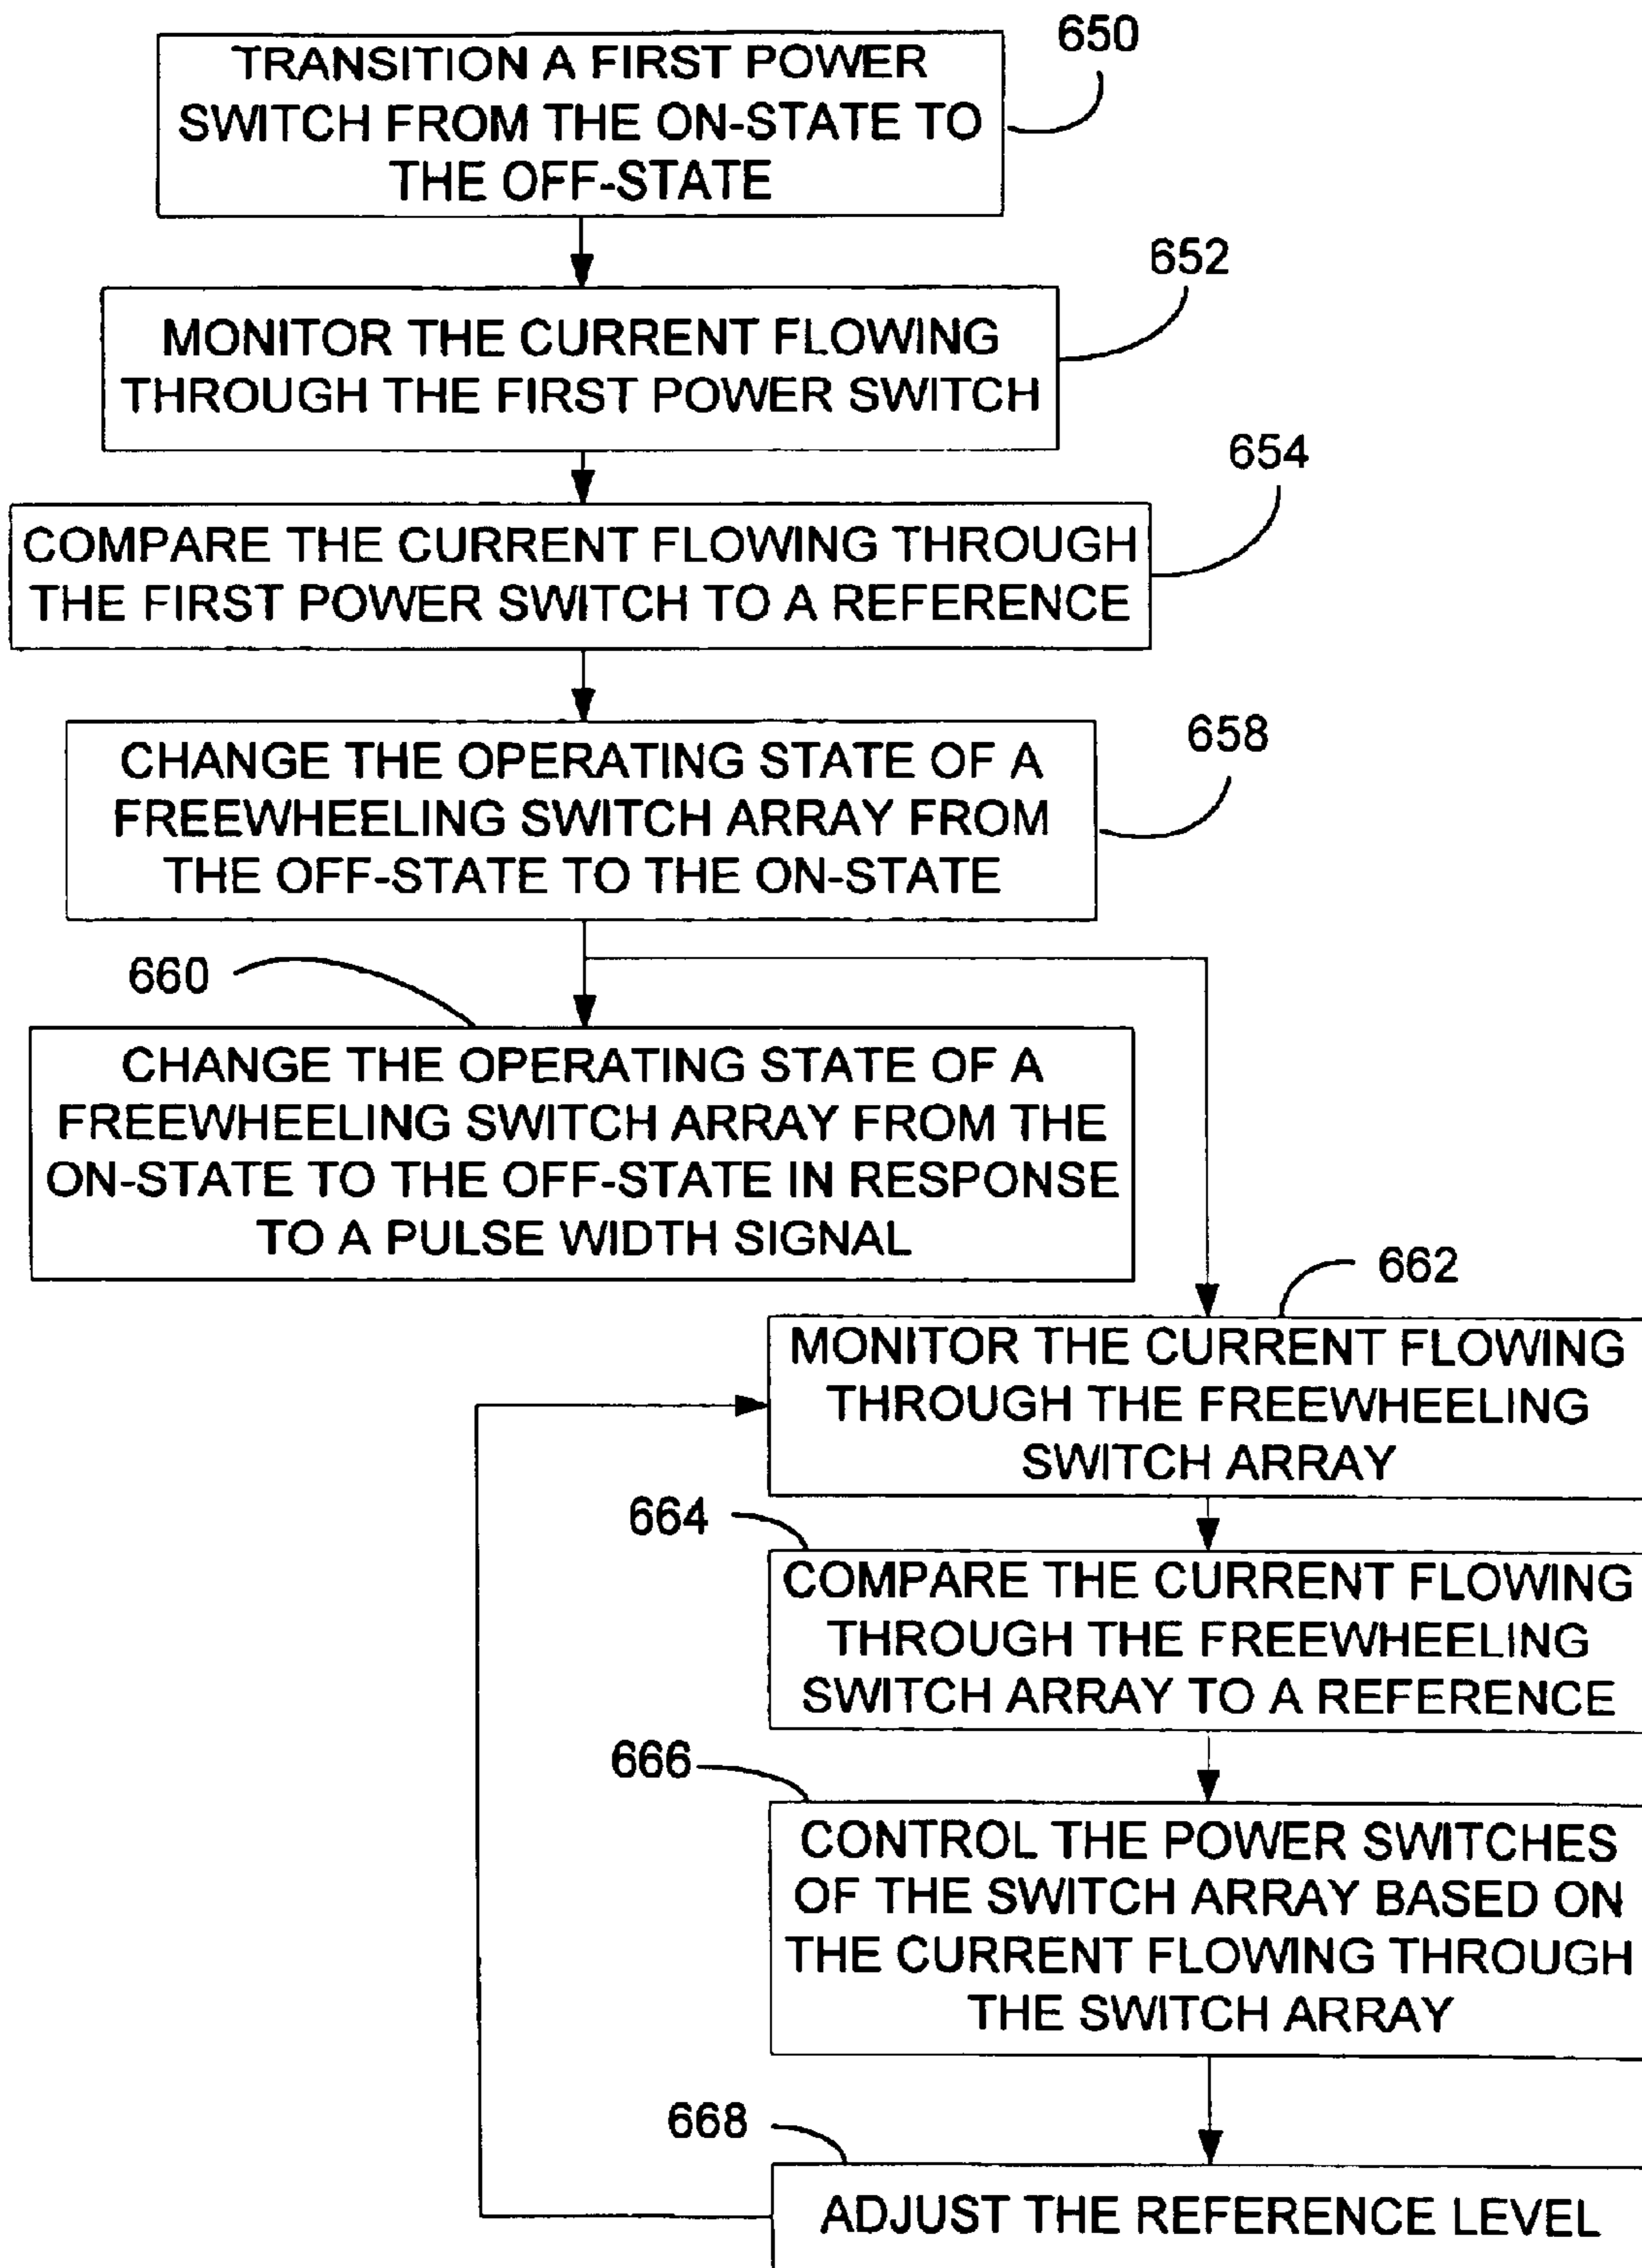 650
TRANSITION A FIRST POWER
SWITCH FROM THE ON-STATE TO
THE OFF-STATE
652
MONITOR THE CURRENT FLOWING
THROUGH THE FIRST POWER SWITCH
654
COMPARE THE CURRENT FLOWING THROUGH
THE FIRST POWER SWITCH TO A REFERENCE
658
CHANGE THE OPERATING STATE OF A
FREEWHEELING SWITCH ARRAY FROM
THE OFF-STATE TO THE ON-STATE
660
CHANGE THE OPERATING STATE OF A
FREEWHEELING SWITCH ARRAY FROM THE
ON-STATE TO THE OFF-STATE IN RESPONSE
TO A PULSE WIDTH SIGNAL
662
MONITOR THE CURRENT FLOWING
THROUGH THE FREEWHEELING
SWITCH ARRAY
664
COMPARE THE CURRENT FLOWING
THROUGH THE FREEWHEELING
SWITCH ARRAY TO A REFERENCE
666
CONTROL THE POWER SWITCHES
OF THE SWITCH ARRAY BASED ON
THE CURRENT FLOWING THROUGH
THE SWITCH ARRAY
668
ADJUST THE REFERENCE LEVEL